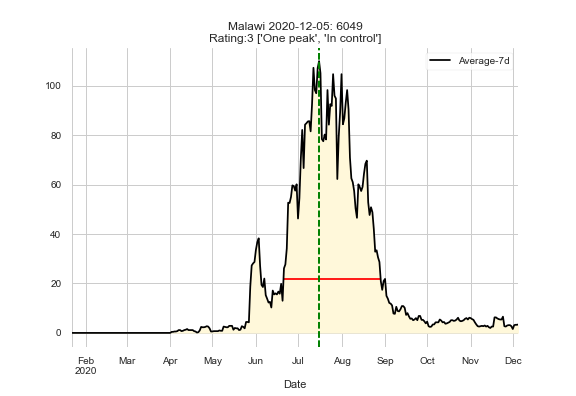 Malawi 2020-12-05: 6049
Rating:3 ['One peak', 'In control']
Average-7d
100
80
60
40
20
0
Feb Mar Apr May Jun Jul Aug Sep Oct Nov Dec
2020
Date